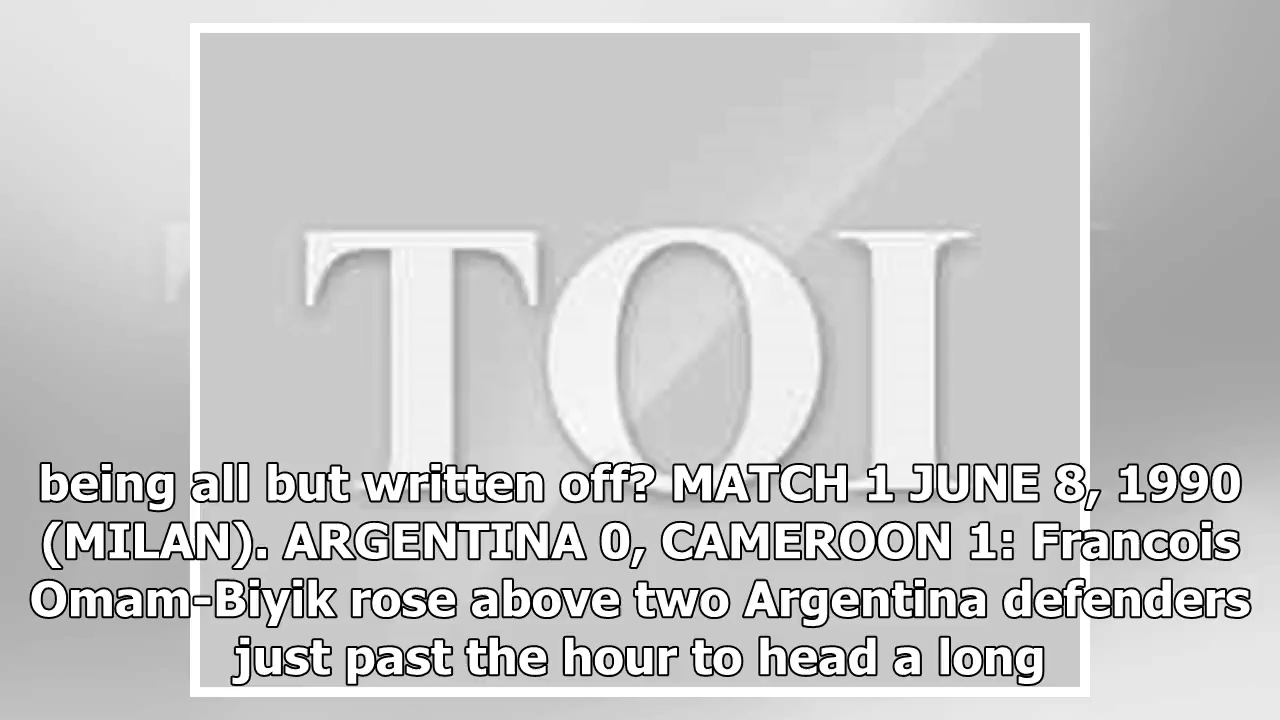 TOI
being all but written off? MATCH 1 JUNE 8, 1990
(MILAN). ARGENTINA 0, CAMEROON 1: Francois
Omam-Biyik rose above two Argentina defenders
just past the hour to head a long